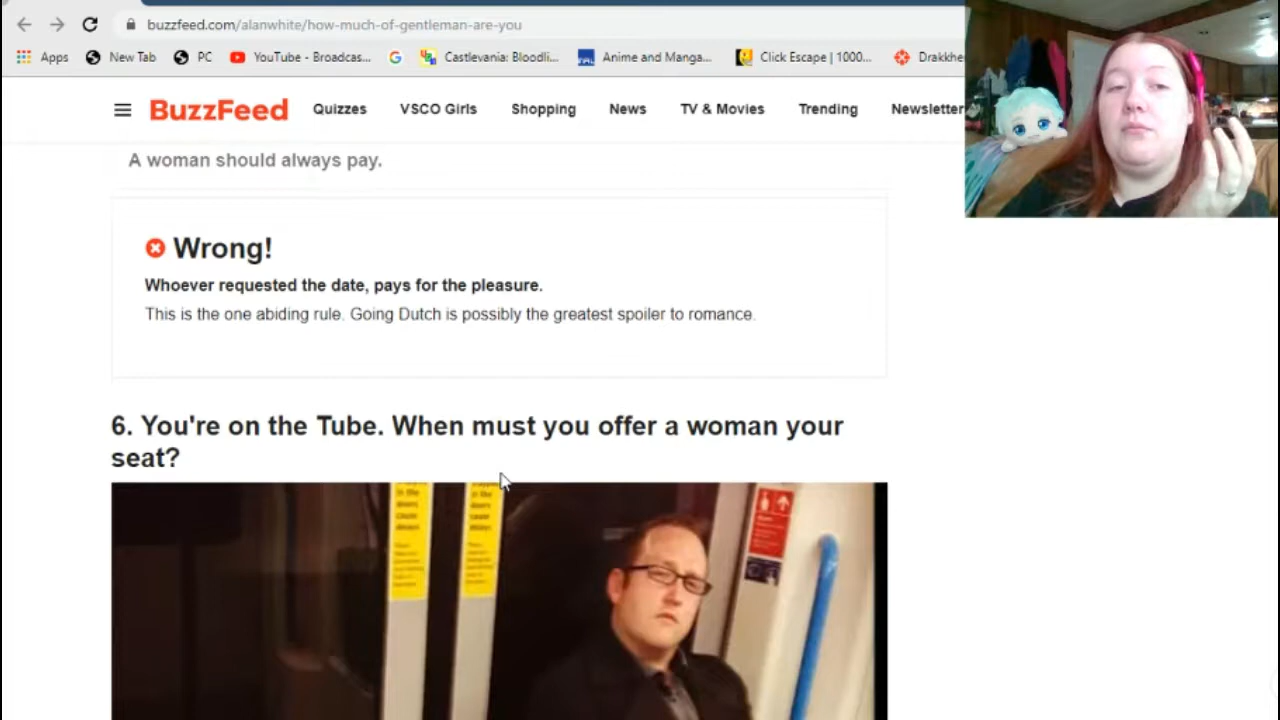 buzzfeed.com/alanwhite/how-much-of-gentleman-are-you
Apps New Tab PC YouTube - Broadcas... Castlevania: Bloodli... Anime and Manga... Click Escape | 1000... Drakkhe
BuzzFeed Quizzes VSCO Girls Shopping News TV & Movies Trending Newsletter
A woman should always pay.
Wrong!
Whoever requested the date, pays for the pleasure.
This is the one abiding rule. Going Dutch is possibly the greatest spoiler to romance.
6. You're on the Tube. When must you offer a woman your
seat?